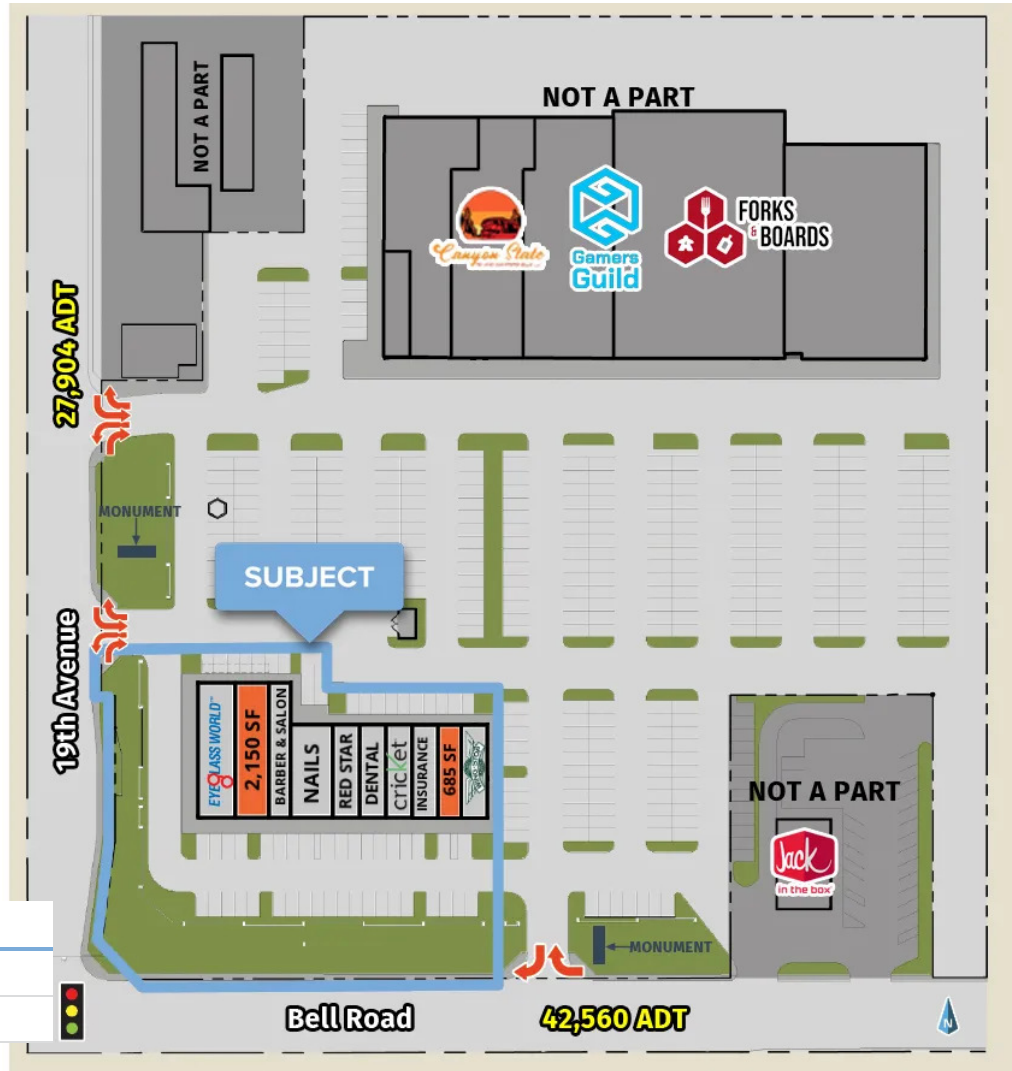 NOT A PART
NOT A PART
Canyon State
Gamers
Guild
FORKS
& BOARDS
27,904 ADT
MONUMENT
SUBJECT
19th Avenue
EYEGLASS WORLD™
2,150 SF
BARBER & SALON
NAILS
RED STAR
DENTAL
cricket
INSURANCE
685 SF
NOT A PART
Jack
in the box
MONUMENT
Bell Road
42,560 ADT
N